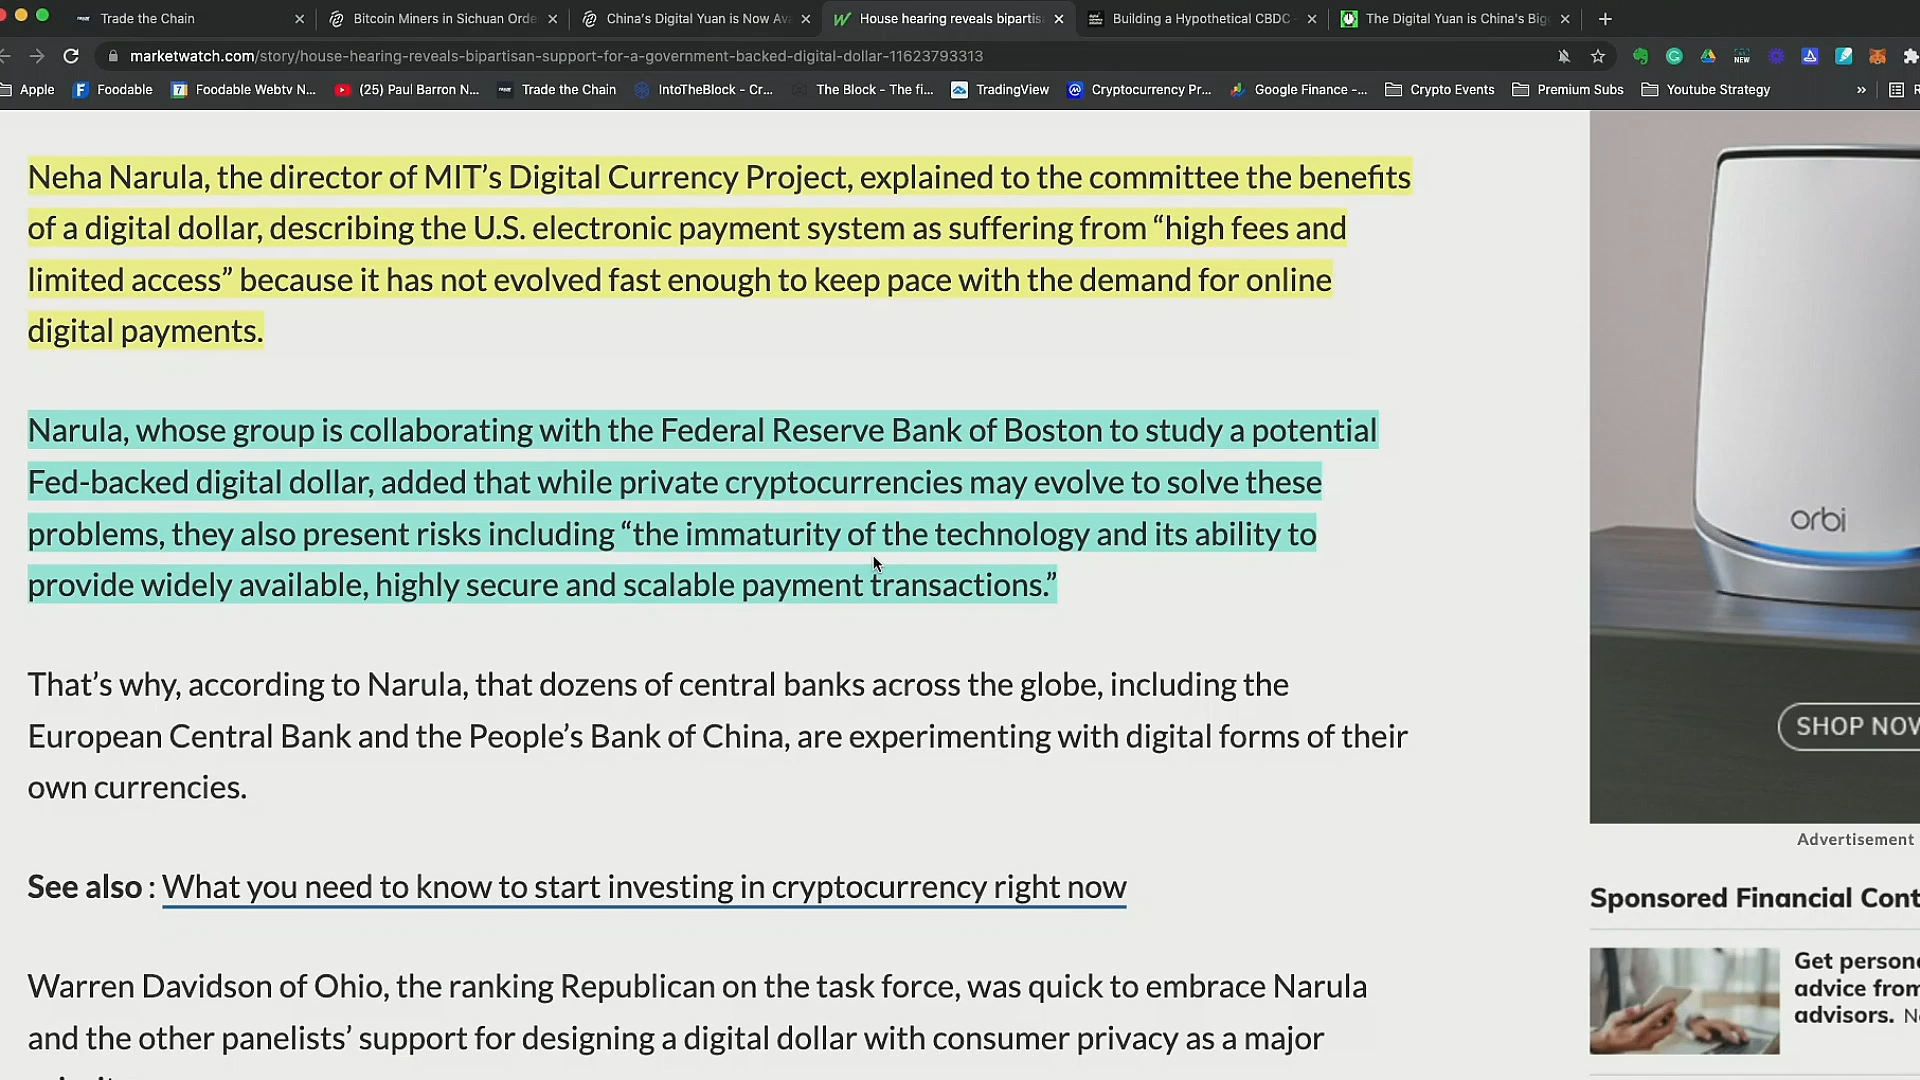 Trade the Chain
Bitcoin Miners in Sichuan Orde
China's Digital Yuan is Now Av
House hearing reveals bipartis
Building a Hypothetical CBDC
The Digital Yuan is China's Big
marketwatch.com/story/house-hearing-reveals-bipartisan-support-for-a-government-backed-digital-dollar-11623793313
NEW
Apple
Foodable
7
Foodable Webtv N...
(25) Paul Barron N...
Trade the Chain
IntoTheBlock - Cr...
The Block - The fi...
TradingView
Cryptocurrency Pr...
Google Finance -...
Crypto Events
Premium Subs
Youtube Strategy
»
R
Neha Narula, the director of MIT’s Digital Currency Project, explained to the committee the benefits
of a digital dollar, describing the U.S. electronic payment system as suffering from “high fees and
limited access” because it has not evolved fast enough to keep pace with the demand for online
digital payments.
Narula, whose group is collaborating with the Federal Reserve Bank of Boston to study a potential
Fed-backed digital dollar, added that while private cryptocurrencies may evolve to solve these
problems, they also present risks including “the immaturity of the technology and its ability to
provide widely available, highly secure and scalable payment transactions.”
That’s why, according to Narula, that dozens of central banks across the globe, including the
European Central Bank and the People’s Bank of China, are experimenting with digital forms of their
own currencies.
See also : What you need to know to start investing in cryptocurrency right now
Warren Davidson of Ohio, the ranking Republican on the task force, was quick to embrace Narula
and the other panelists’ support for designing a digital dollar with consumer privacy as a major
orbi
SHOP NOW
Advertisement
Sponsored Financial Cont
Get persona
advice from
advisors. Ne